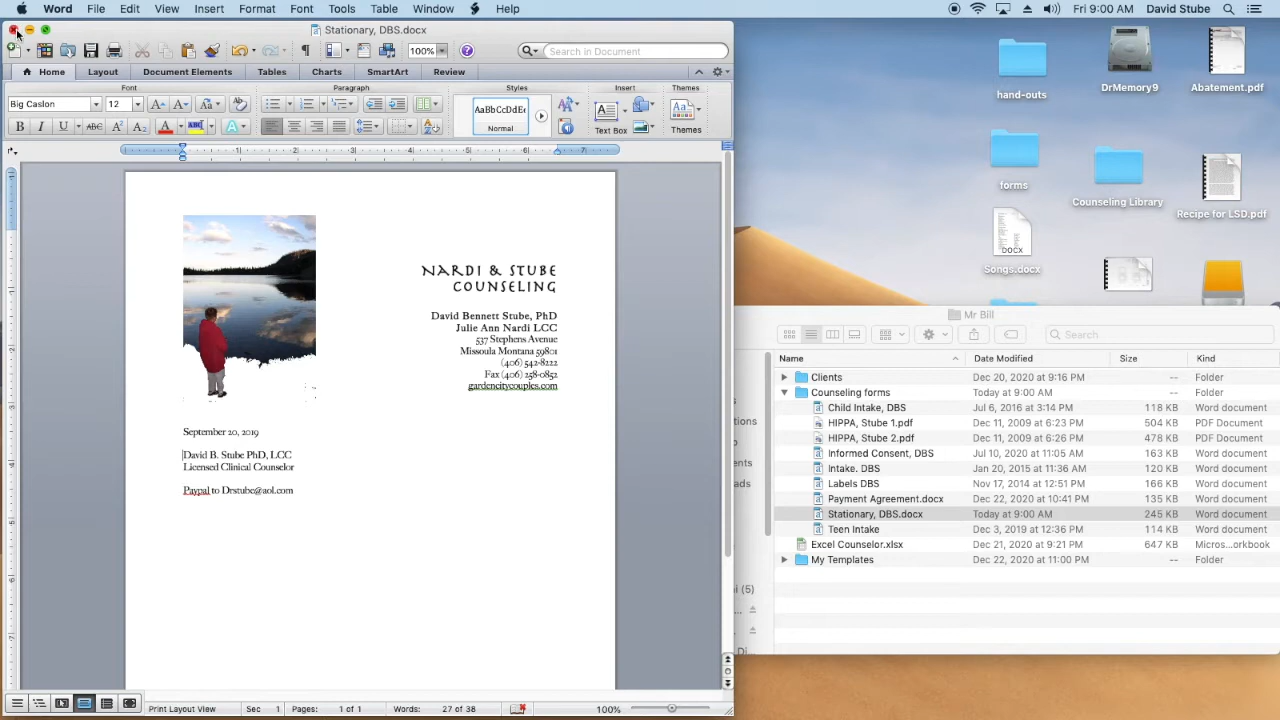 Word File Edit View Insert Format Font Tools Table Window Help Fri 9:00 AM David Stube
Stationary, DBS.docx
100% Search in Document
Home Layout Document Elements Tables Charts SmartArt Review
Font Paragraph Styles Insert Themes
Big Caslon 12 AaBbCcDdEe
Normal Text Box Themes
B I U ABC A² A₂ A ABC A
1 2 3 4 5 6 7
NARDI & STUBE
COUNSELING
David Bennett Stube, PhD
Julie Ann Nardi LCC
537 Stephens Avenue
Missoula Montana 59801
(406) 542-8222
Fax (406) 258-0852
gardencitycouples.com
September 20, 2019
David B. Stube PhD, LCC
Licensed Clinical Counselor
Paypal to Drstube@aol.com
Print Layout View Sec 1 Pages: 1 of 1 Words: 27 of 38 100%
hand-outs
DrMemory9
Abatement.pdf
forms
Counseling Library
Recipe for LSD.pdf
DOCX
Songs.docx
Mr Bill
Search
Name Date Modified Size Kind
Clients Dec 20, 2020 at 9:16 PM -- Folder
Counseling forms Today at 9:00 AM -- Folder
Child Intake, DBS Jul 6, 2016 at 3:14 PM 118 KB Word document
HIPPA, Stube 1.pdf Dec 11, 2009 at 6:23 PM 504 KB PDF Document
HIPPA, Stube 2.pdf Dec 11, 2009 at 6:26 PM 478 KB PDF Document
Informed Consent, DBS Jul 10, 2020 at 11:05 AM 163 KB Word document
Intake. DBS Jan 20, 2015 at 11:36 AM 120 KB Word document
Labels DBS Nov 17, 2014 at 12:51 PM 166 KB Word document
Payment Agreement.docx Dec 22, 2020 at 10:41 PM 135 KB Word document
Stationary, DBS.docx Today at 9:00 AM 245 KB Word document
Teen Intake Dec 3, 2019 at 12:36 PM 114 KB Word document
Excel Counselor.xlsx Dec 21, 2020 at 9:21 PM 647 KB Micros...orkbook
My Templates Dec 22, 2020 at 11:00 PM -- Folder